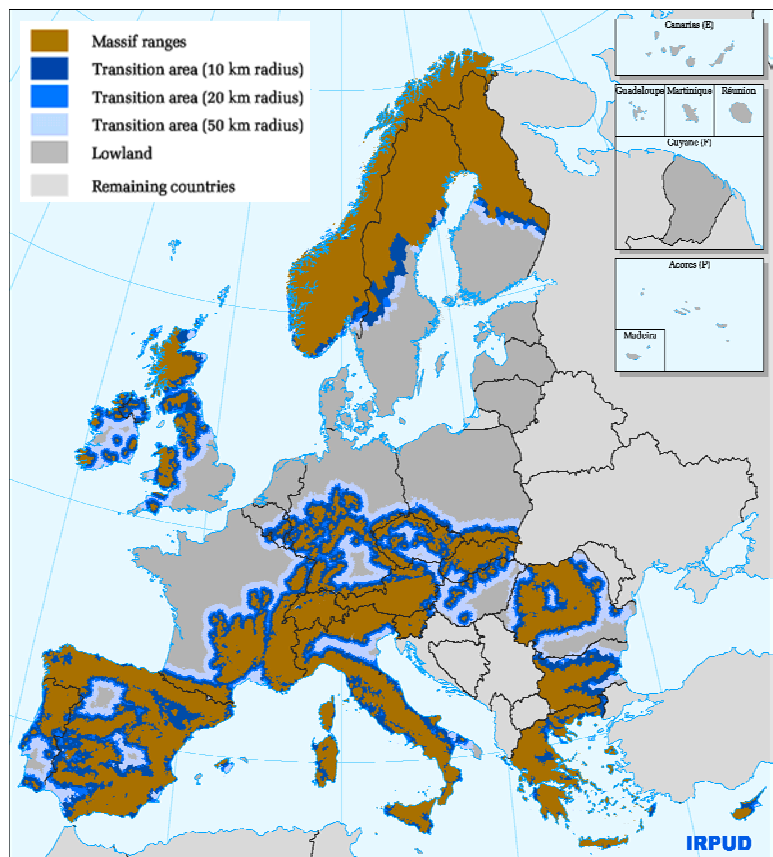 Massif ranges
Transition area (10 km radius)
Transition area (20 km radius)
Transition area (50 km radius)
Lowland
Remaining countries
Canarias (E)
Guadeloupe
Martinique
Réunion
Guyane (F)
Acores (P)
Madeira
IRPUD